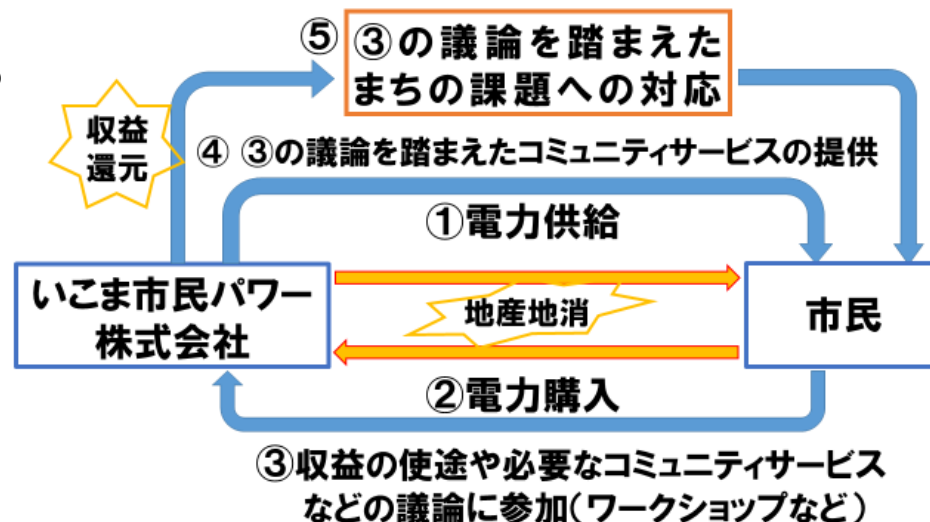 ⑤ ③の議論を踏まえた
まちの課題への対応
収益
還元
④ ③の議論を踏まえたコミュニティサービスの提供
①電力供給
いこま市民パワー
株式会社
地産地消
市民
②電力購入
③収益の使途や必要なコミュニティサービス
などの議論に参加(ワークショップなど)